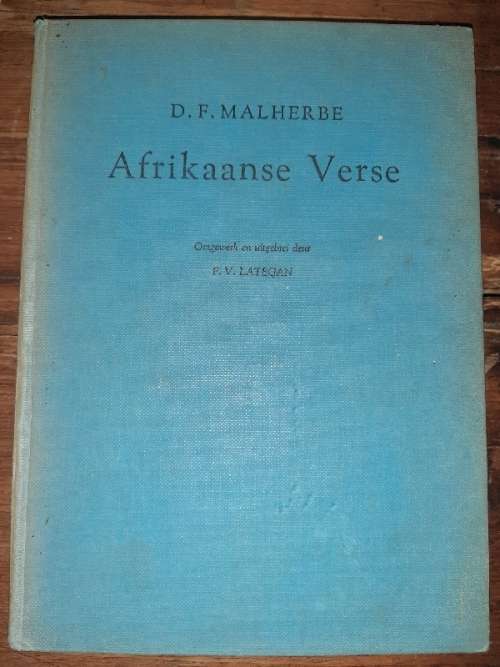 D. F. MALHERBE
Afrikaanse Verse
Omgewerk en uitgebrei deur
F. V. LATEGAN